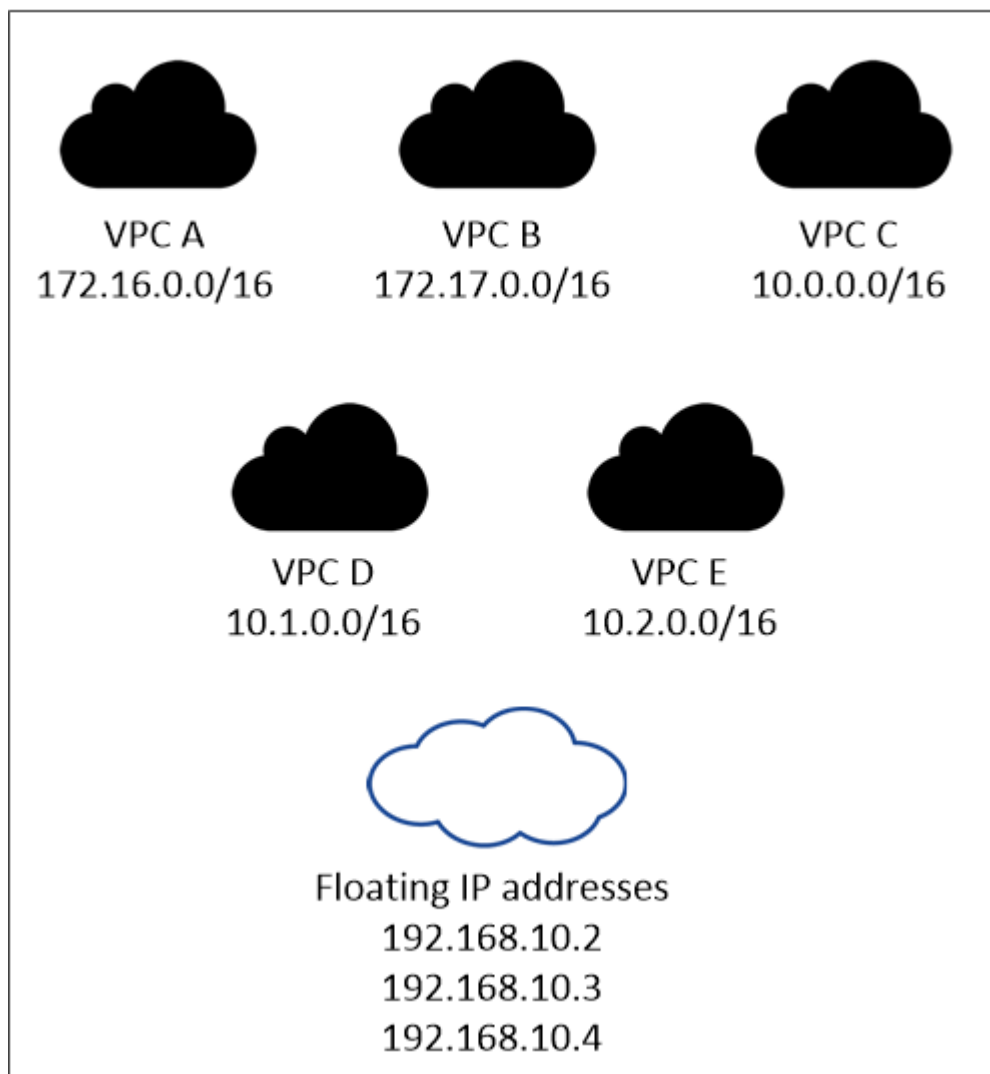 VPC A
172.16.0.0/16
VPC B
172.17.0.0/16
VPC C
10.0.0.0/16
VPC D
10.1.0.0/16
VPC E
10.2.0.0/16
Floating IP addresses
192.168.10.2
192.168.10.3
192.168.10.4